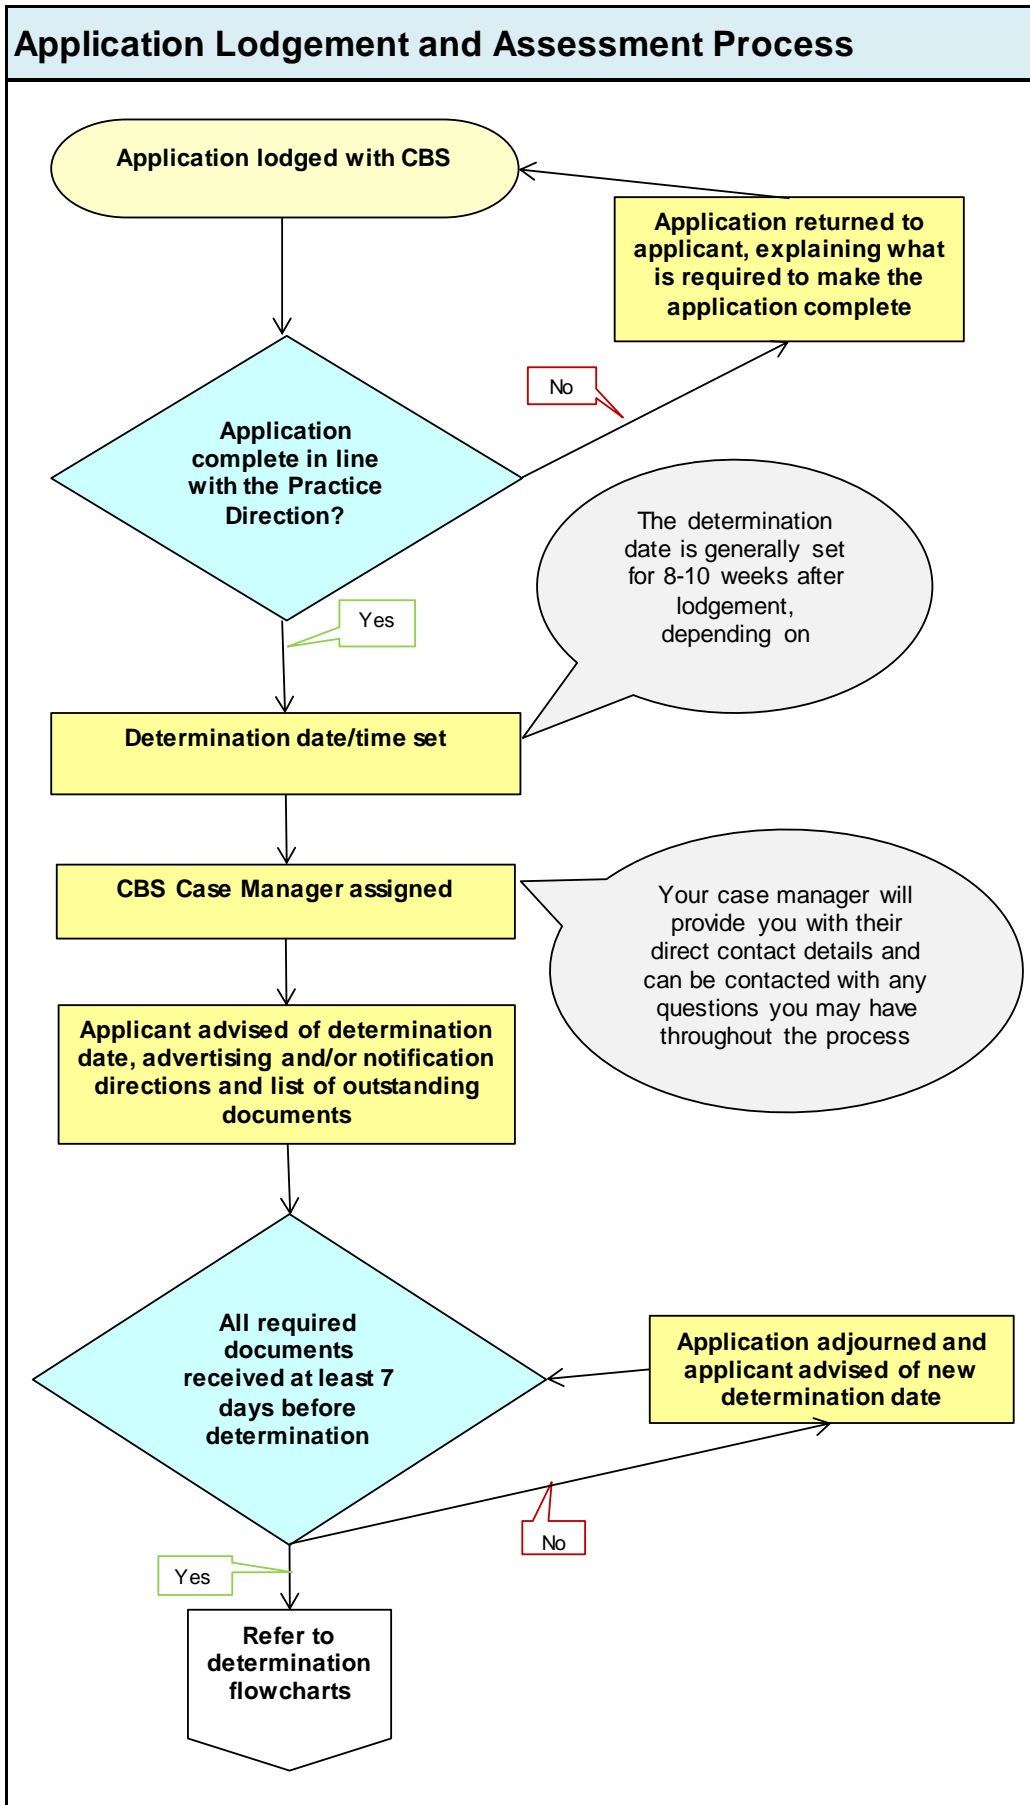 Application Lodgement and Assessment Process
Application lodged with CBS
Application returned to
applicant, explaining what
is required to make the
application complete
No
Application
complete in line
with the Practice
Direction?
The determination
date is generally set
for 8-10 weeks after
lodgement,
depending on
Yes
Determination date/time set
CBS Case Manager assigned
Your case manager will
provide you with their
direct contact details and
can be contacted with any
questions you may have
throughout the process
Applicant advised of determination
date, advertising and/or notification
directions and list of outstanding
documents
All required
documents
received at least 7
days before
determination
Application adjourned and
applicant advised of new
determination date
No
Yes
Refer to
determination
flowcharts